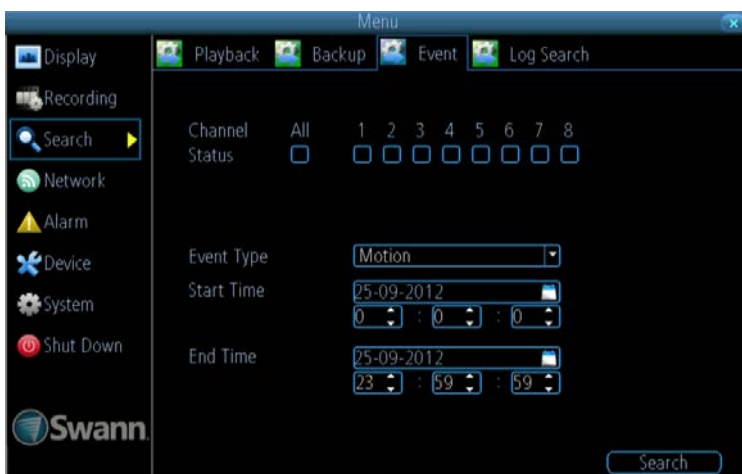 Menu
Display
Recording
Search
Network
Alarm
Device
System
Shut Down
Swann
Playback Backup Event Log Search
Channel All 1 2 3 4 5 6 7 8
Status
Event Type Motion
Start Time 25-09-2012
0 : 0 : 0
End Time 25-09-2012
23 : 59 : 59
Search